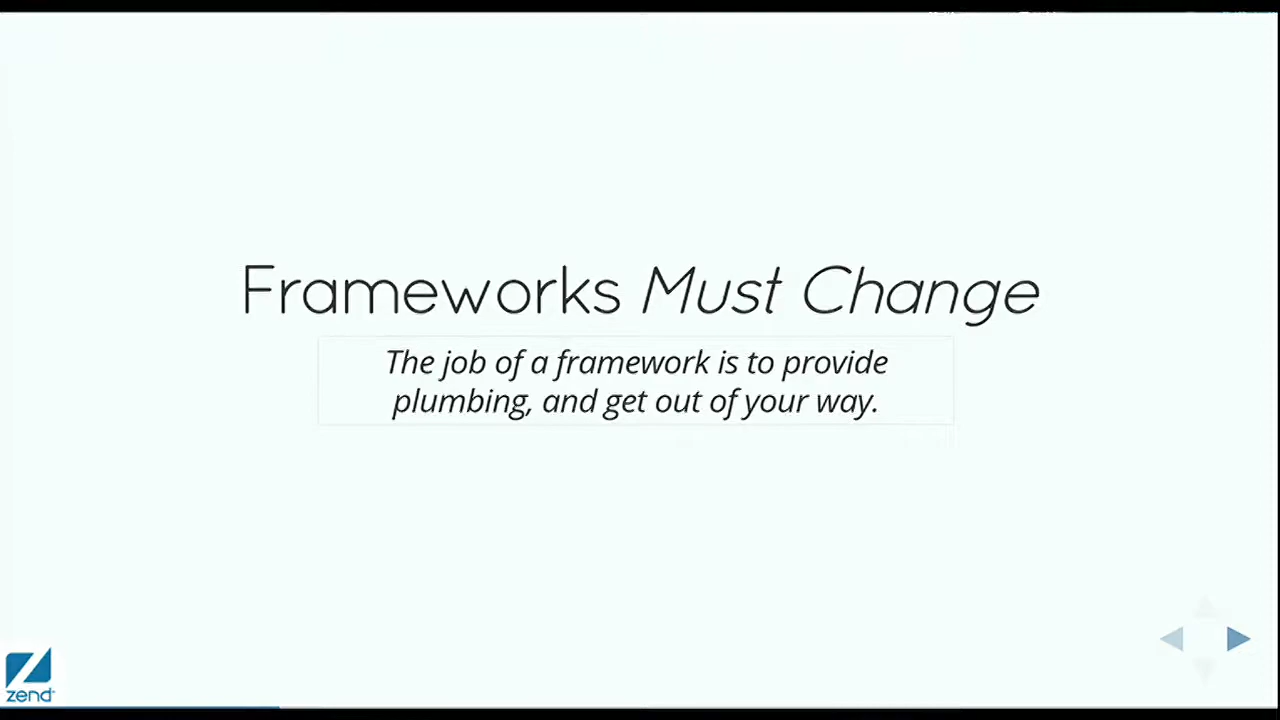 Frameworks Must Change
The job of a framework is to provide
plumbing, and get out of your way.
zend